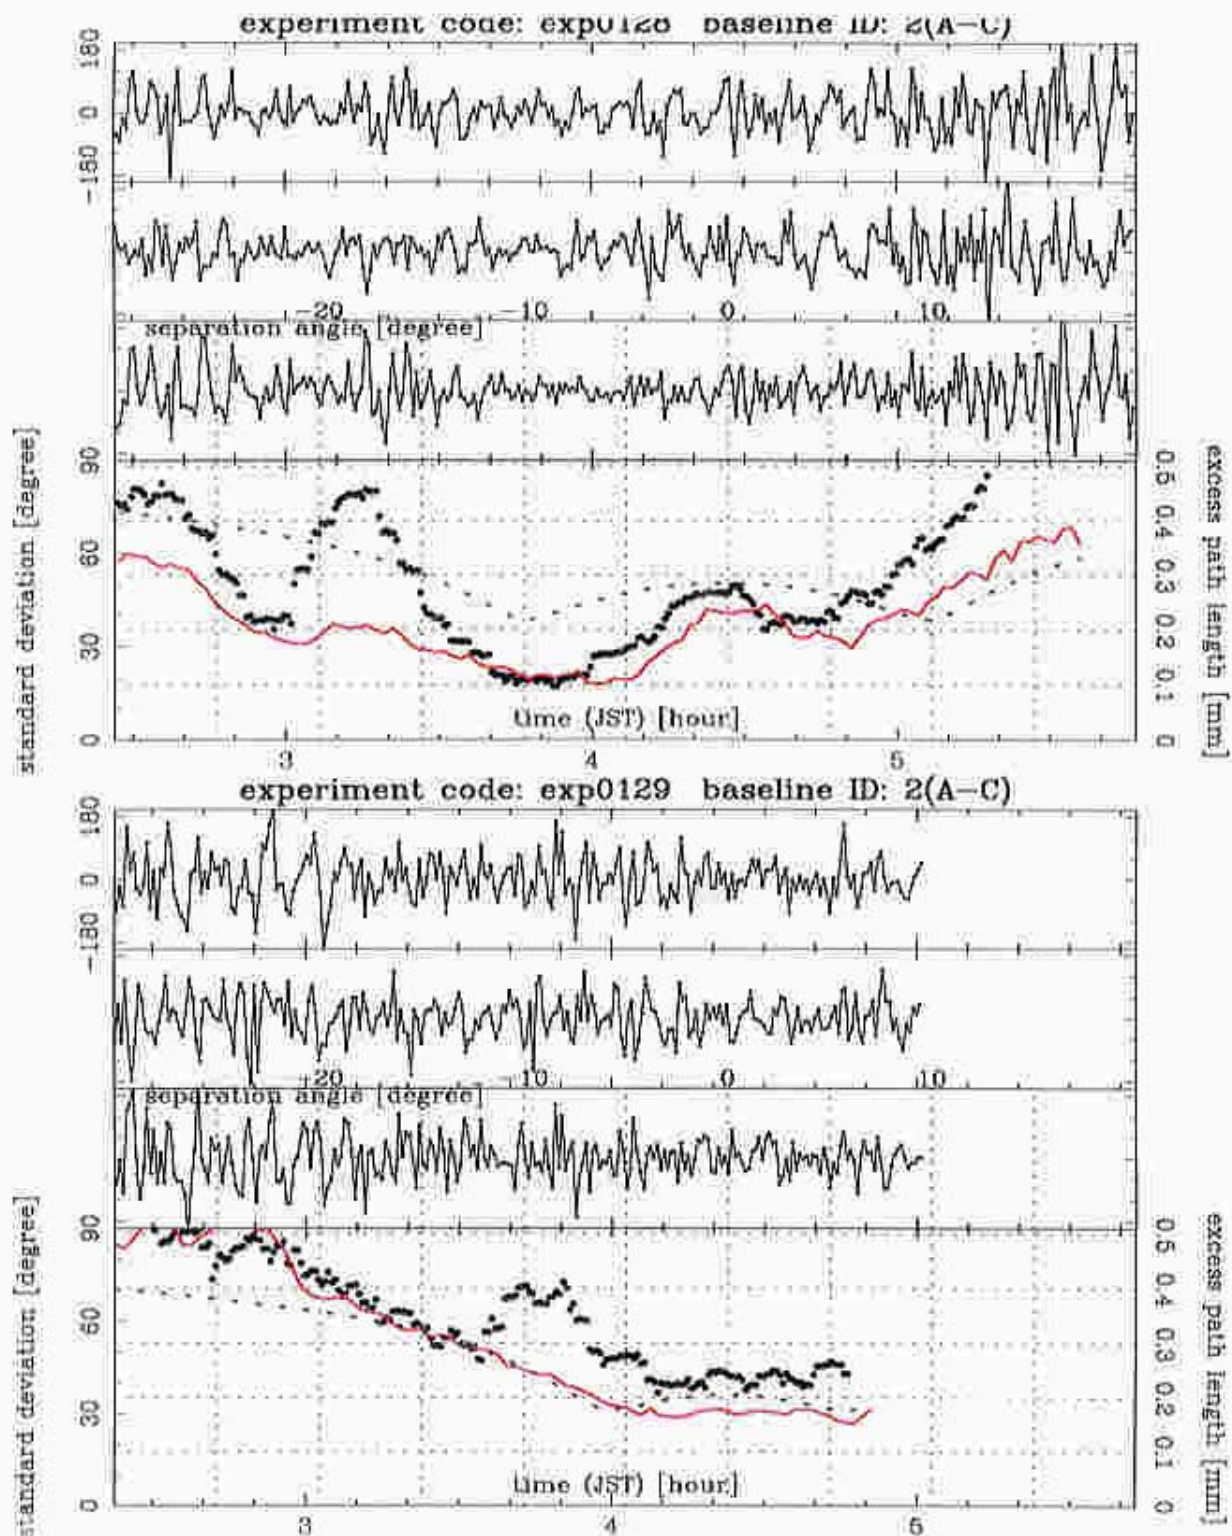 experiment code: exp0128 baseline ID: 2(A-C)
180
0
-180
-20 -10 0 10
separation angle [degree]
standard deviation [degree]
90
60
30
0
excess path length [mm]
0.5
0.4
0.3
0.2
0.1
0
time (JST) [hour]
3 4 5
experiment code: exp0129 baseline ID: 2(A-C)
180
0
-180
-20 -10 0 10
separation angle [degree]
standard deviation [degree]
90
60
30
0
excess path length [mm]
0.5
0.4
0.3
0.2
0.1
0
time (JST) [hour]
3 4 5